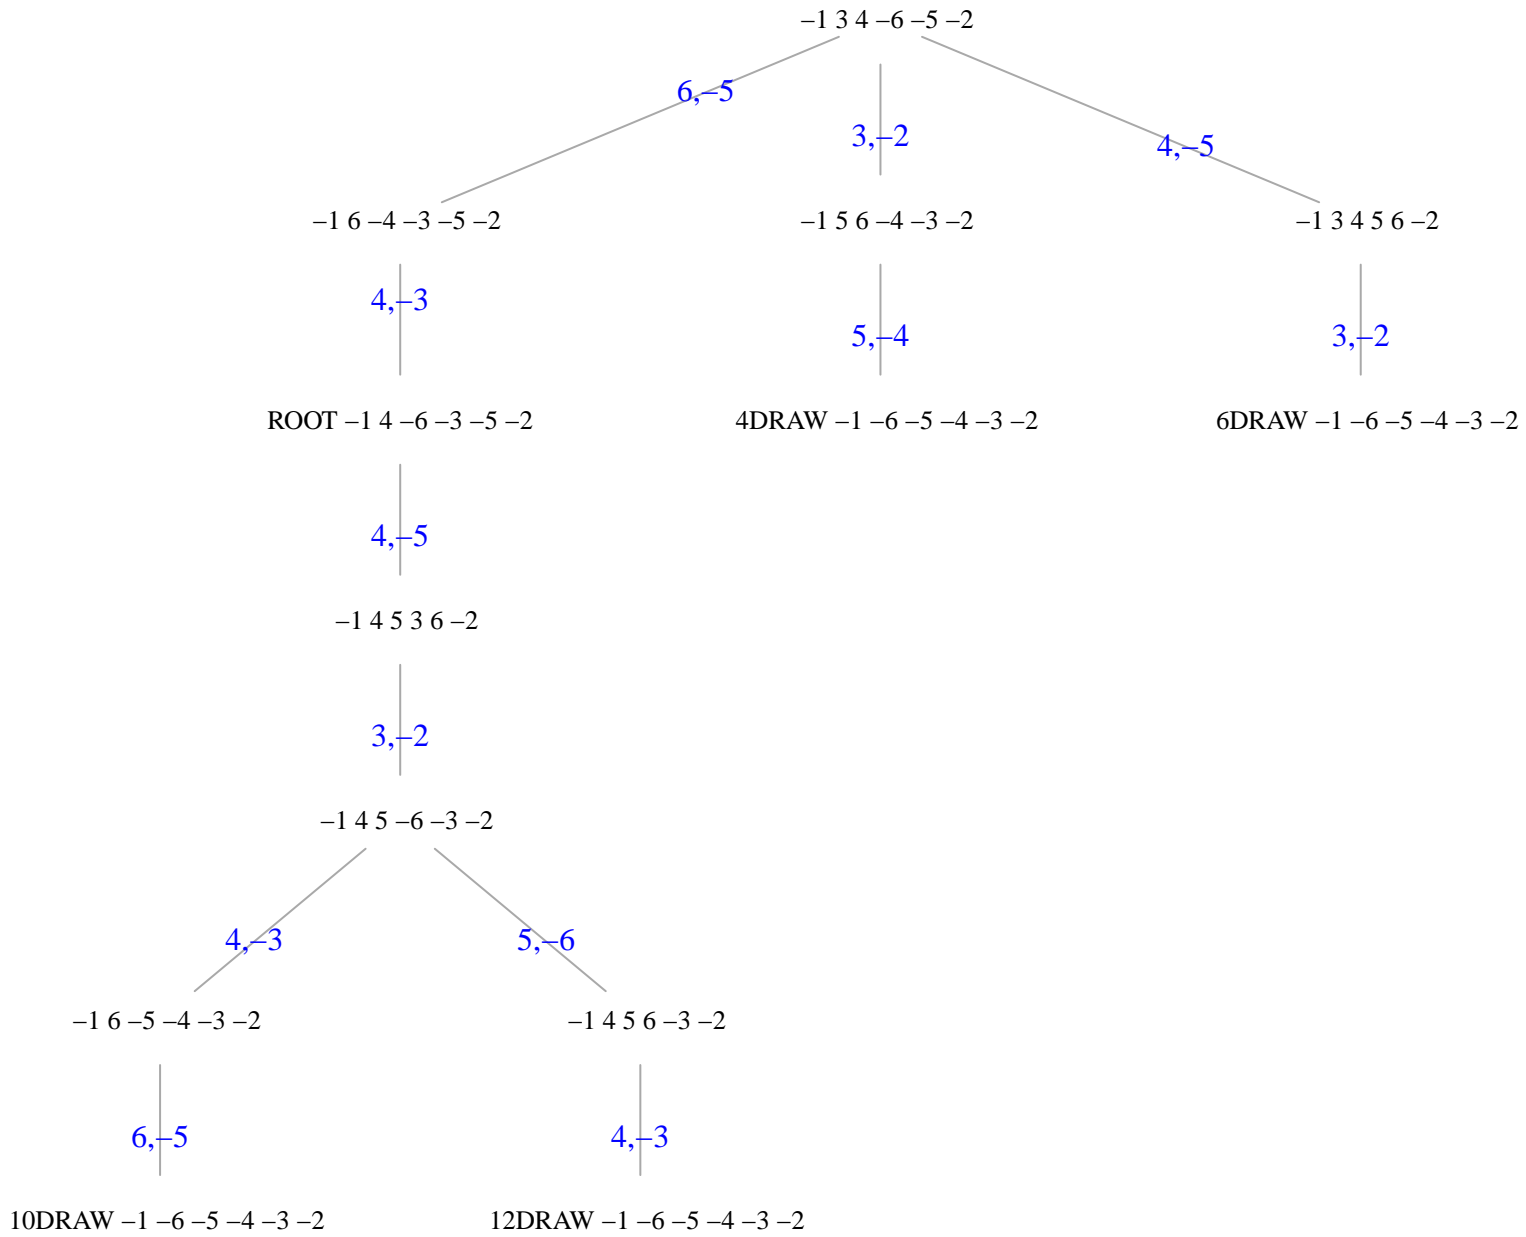 –1 3 4 –6 –5 –2
6,–5
3,–2
4,–5
–1 6 –4 –3 –5 –2
–1 5 6 –4 –3 –2
–1 3 4 5 6 –2
4,–3
5,–4
3,–2
ROOT –1 4 –6 –3 –5 –2
4DRAW –1 –6 –5 –4 –3 –2
6DRAW –1 –6 –5 –4 –3 –2
4,–5
–1 4 5 3 6 –2
3,–2
–1 4 5 –6 –3 –2
4,–3
5,–6
–1 6 –5 –4 –3 –2
–1 4 5 6 –3 –2
6,–5
4,–3
10DRAW –1 –6 –5 –4 –3 –2
12DRAW –1 –6 –5 –4 –3 –2